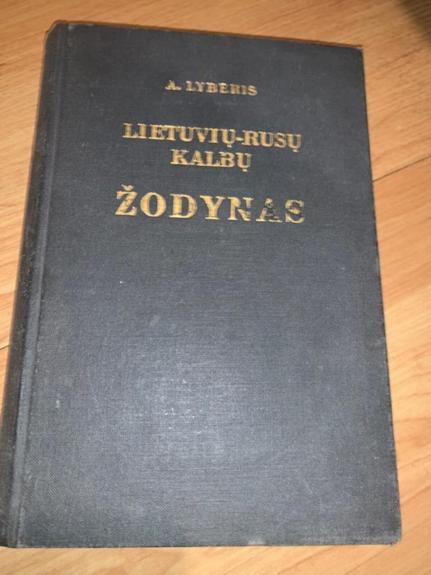 A. LYBERIS
LIETUVIŲ-RUSŲ
KALBŲ
ŽODYNAS